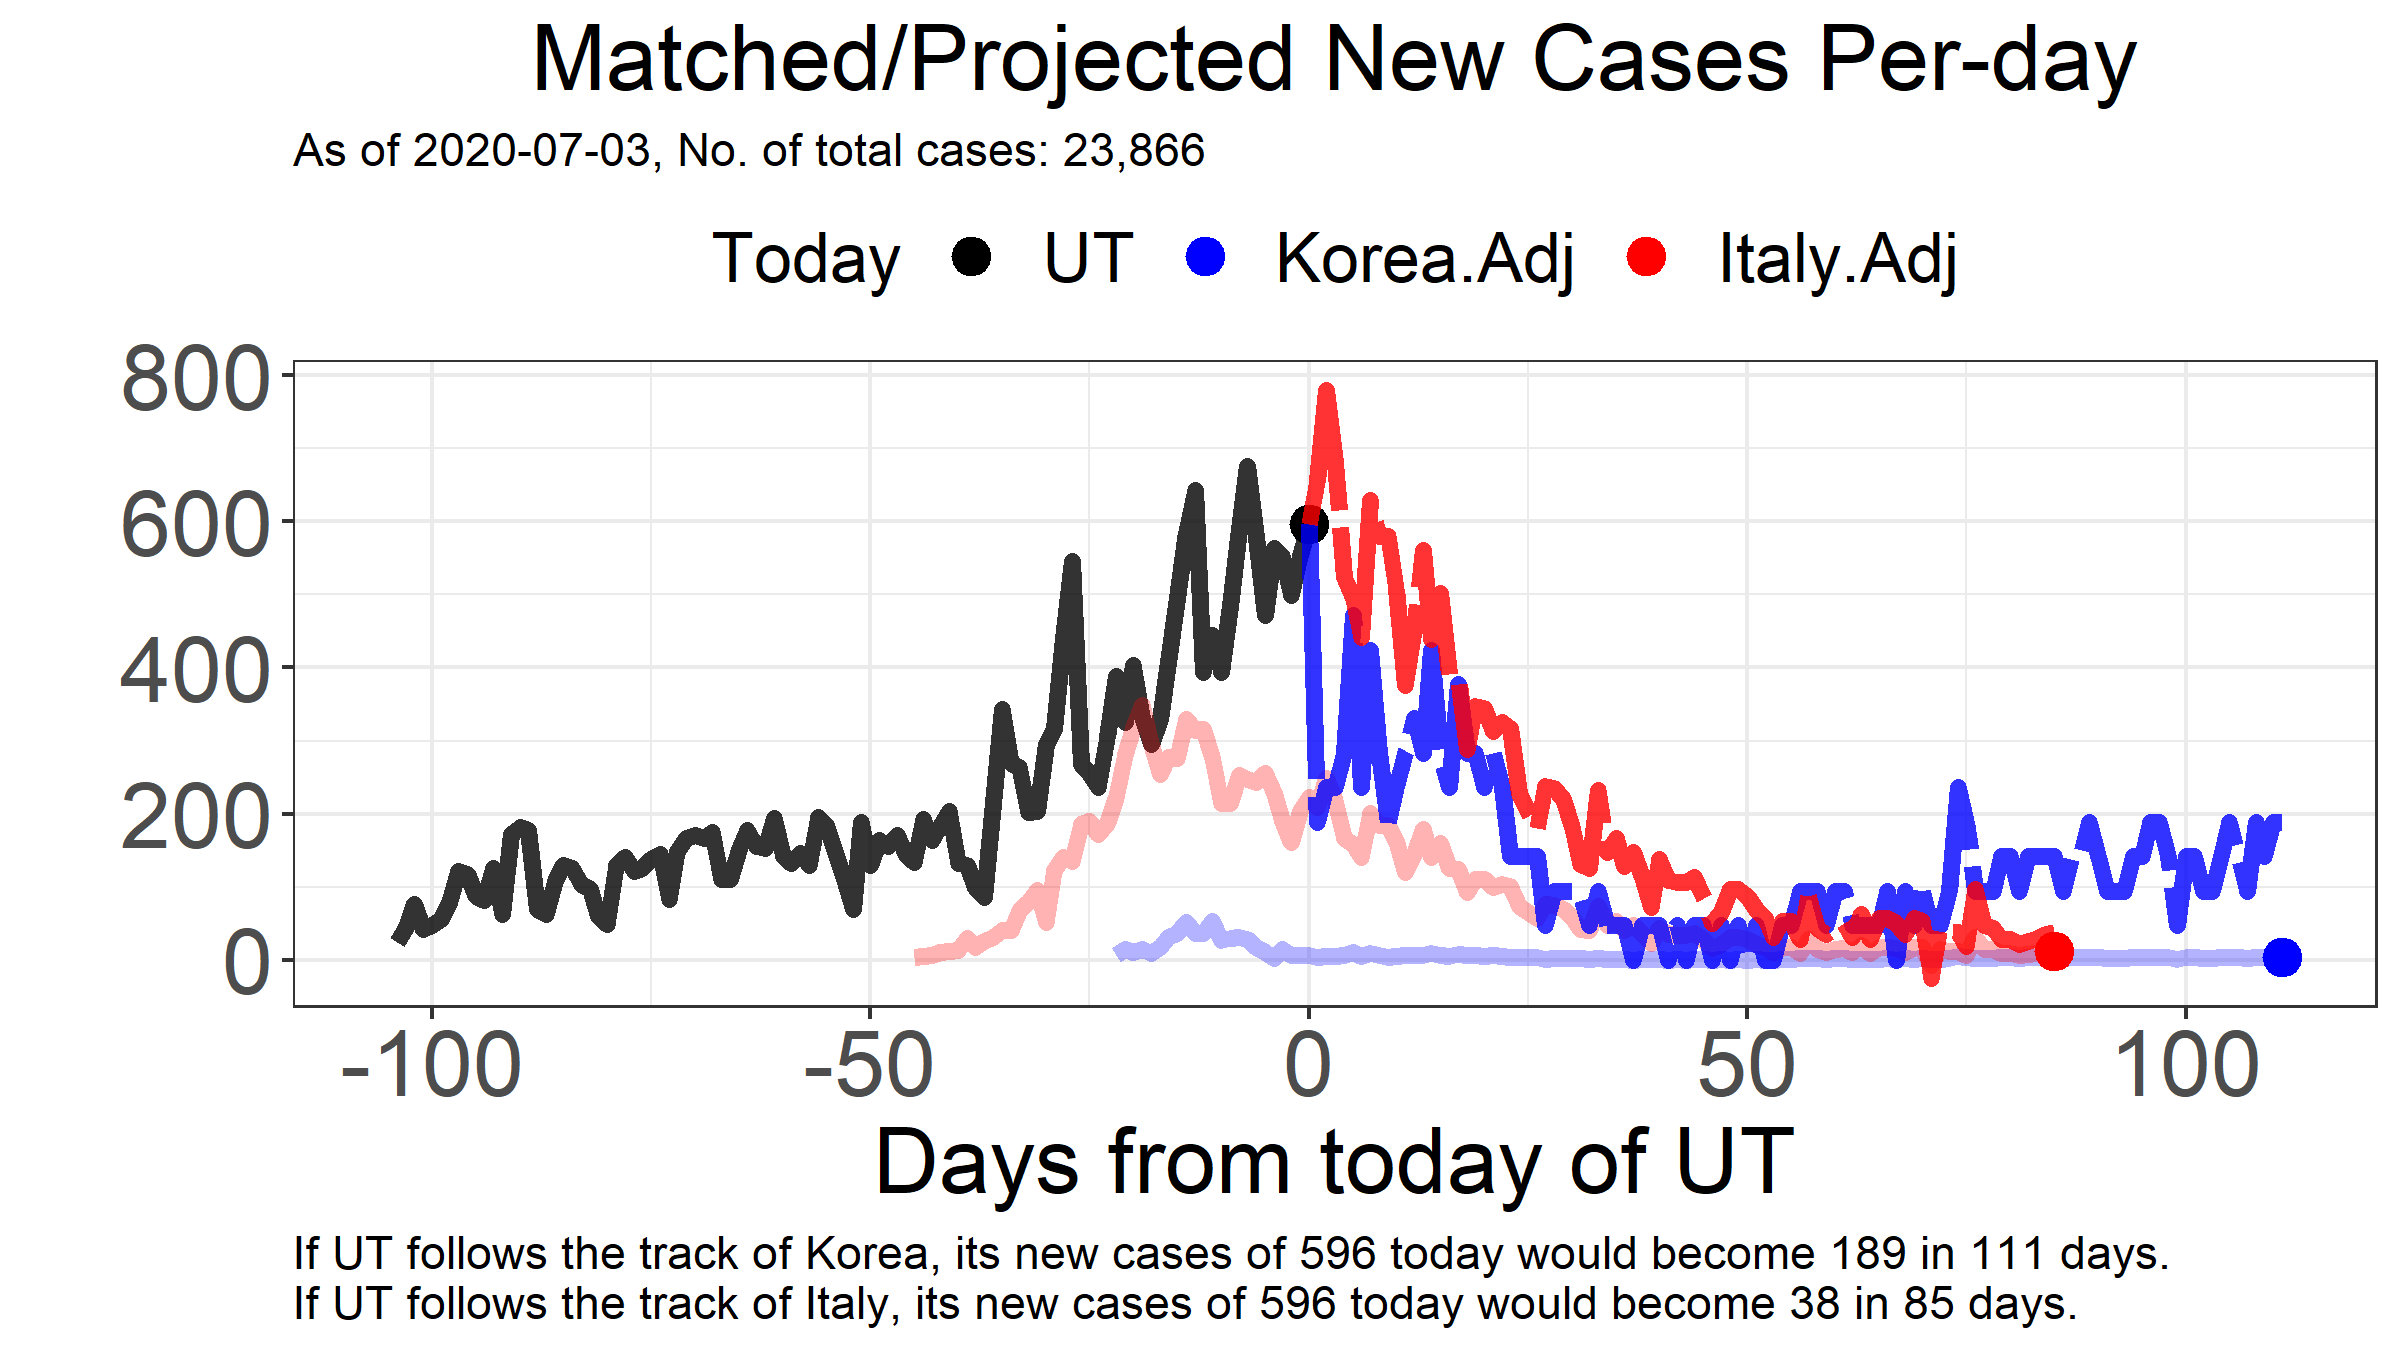 Matched/Projected New Cases Per-day
As of 2020-07-03, No. of total cases: 23,866
Today UT Korea.Adj Italy.Adj
800
600
400
200
0
-100 -50 0 50 100
Days from today of UT
If UT follows the track of Korea, its new cases of 596 today would become 189 in 111 days.
If UT follows the track of Italy, its new cases of 596 today would become 38 in 85 days.